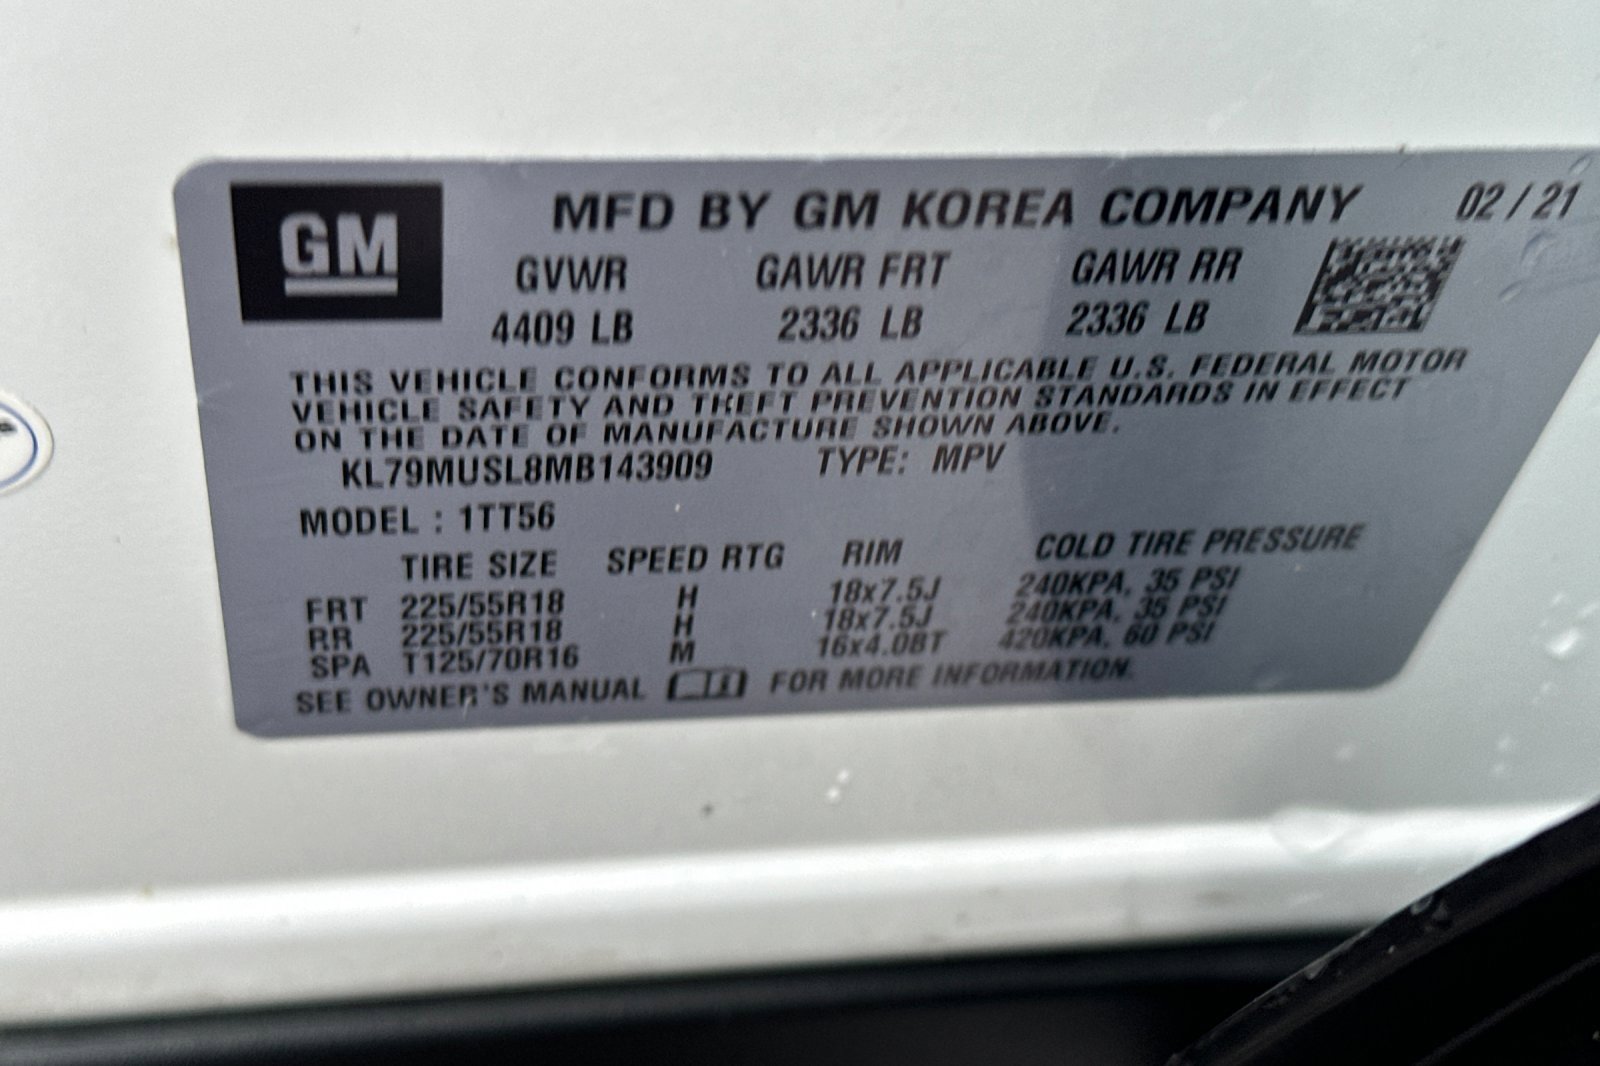 GM
MFD BY GM KOREA COMPANY 02 / 21
GVWR GAWR FRT GAWR RR
4409 LB 2336 LB 2336 LB
THIS VEHICLE CONFORMS TO ALL APPLICABLE U.S. FEDERAL MOTOR
VEHICLE SAFETY AND THEFT PREVENTION STANDARDS IN EFFECT
ON THE DATE OF MANUFACTURE SHOWN ABOVE.
KL79MUSL8MB143909 TYPE: MPV
MODEL : 1TT56
TIRE SIZE SPEED RTG RIM COLD TIRE PRESSURE
FRT 225/55R18 H 18x7.5J 240KPA, 35 PSI
RR 225/55R18 H 18x7.5J 240KPA, 35 PSI
SPA T125/70R16 M 16x4.0BT 420KPA, 60 PSI
SEE OWNER'S MANUAL FOR MORE INFORMATION.